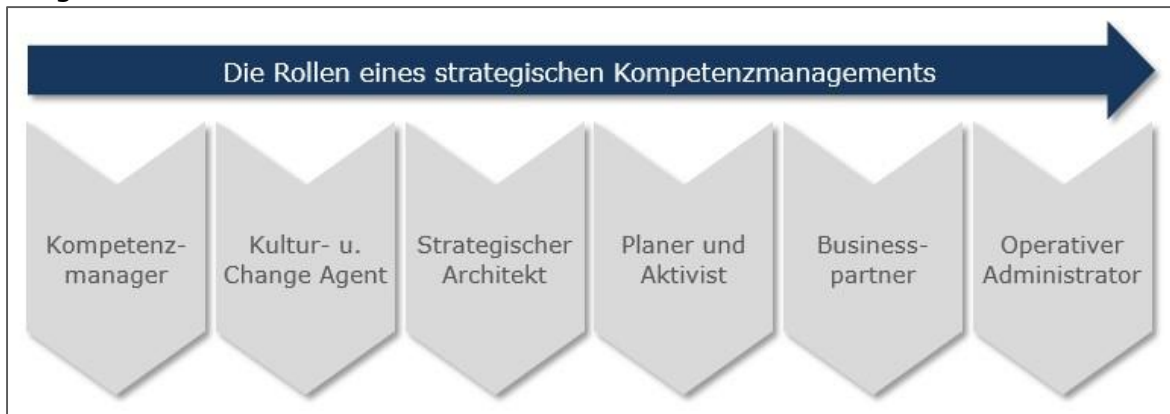 Die Rollen eines strategischen Kompetenzmanagements
Kompetenz-
manager
Kultur- u.
Change Agent
Strategischer
Architekt
Planer und
Aktivist
Business-
partner
Operativer
Administrator